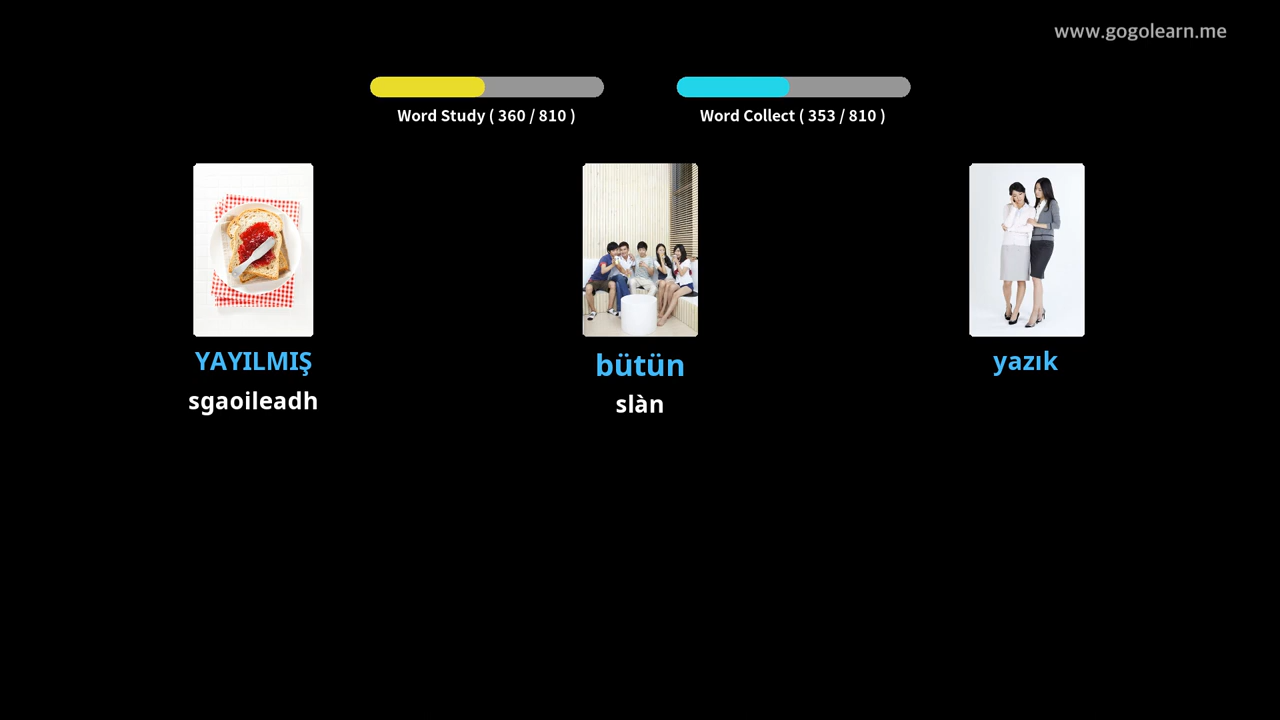 www.gogolearn.me
Word Study ( 360 / 810 )
Word Collect ( 353 / 810 )
YAYILMIŞ
sgaoileadh
bütün
slàn
yazık